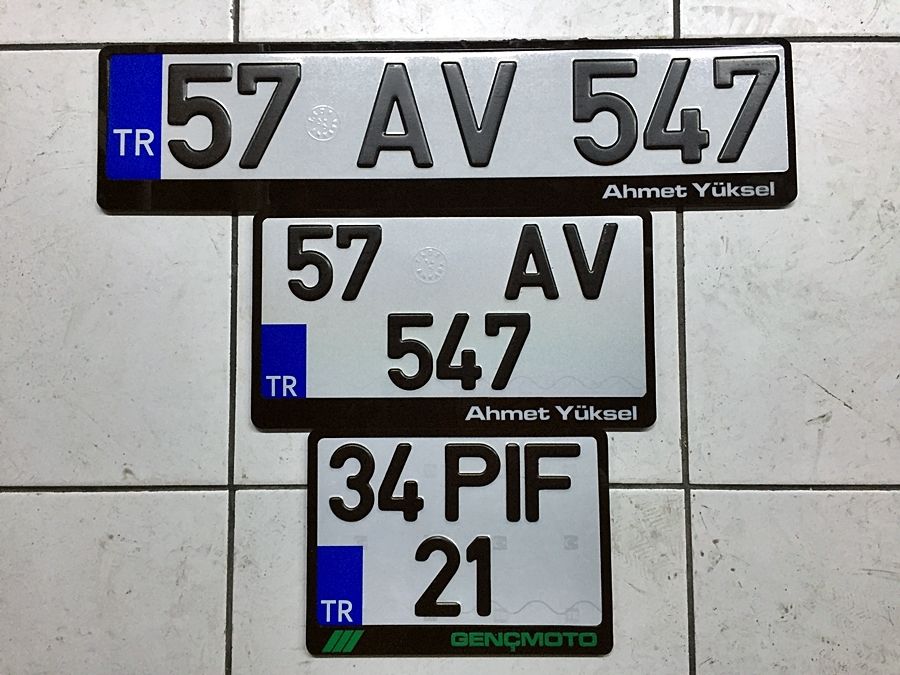 TR 57 AV 547
Ahmet Yüksel
57 AV
TR 547
Ahmet Yüksel
34 PIF
TR 21
GENÇMOTO